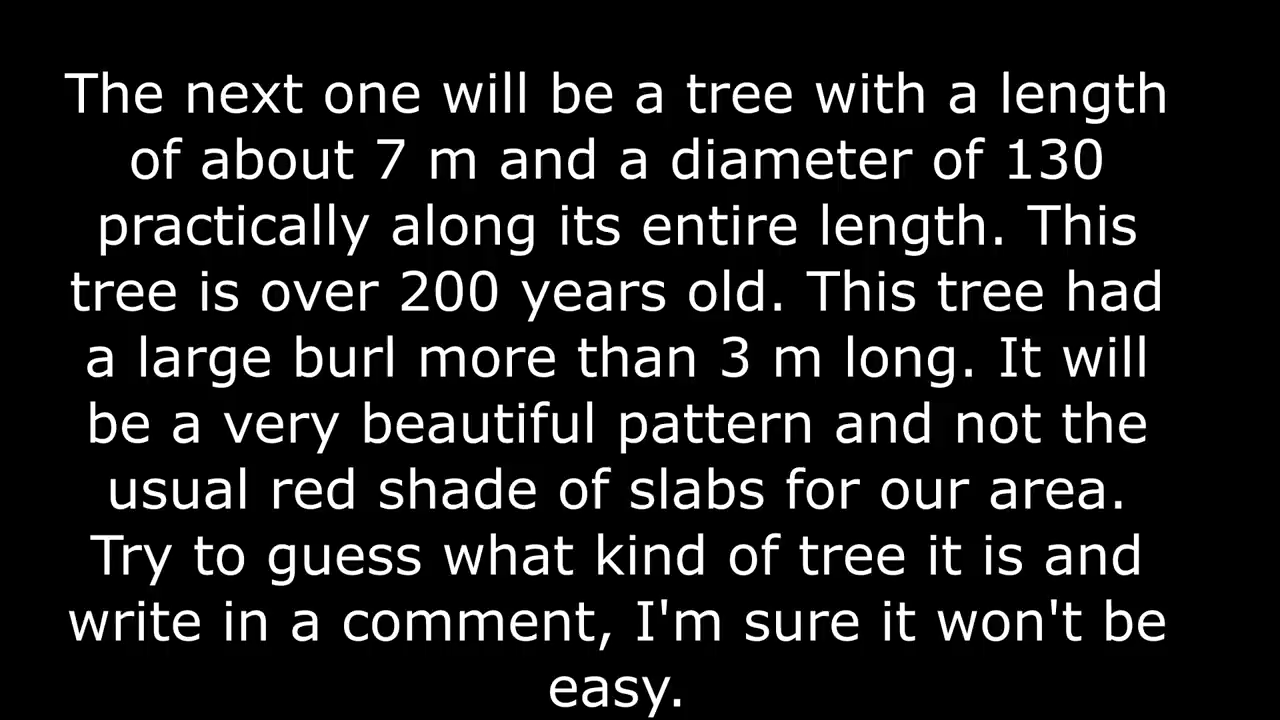 The next one will be a tree with a length
of about 7 m and a diameter of 130
practically along its entire length. This
tree is over 200 years old. This tree had
a large burl more than 3 m long. It will
be a very beautiful pattern and not the
usual red shade of slabs for our area.
Try to guess what kind of tree it is and
write in a comment, I'm sure it won't be
easy.